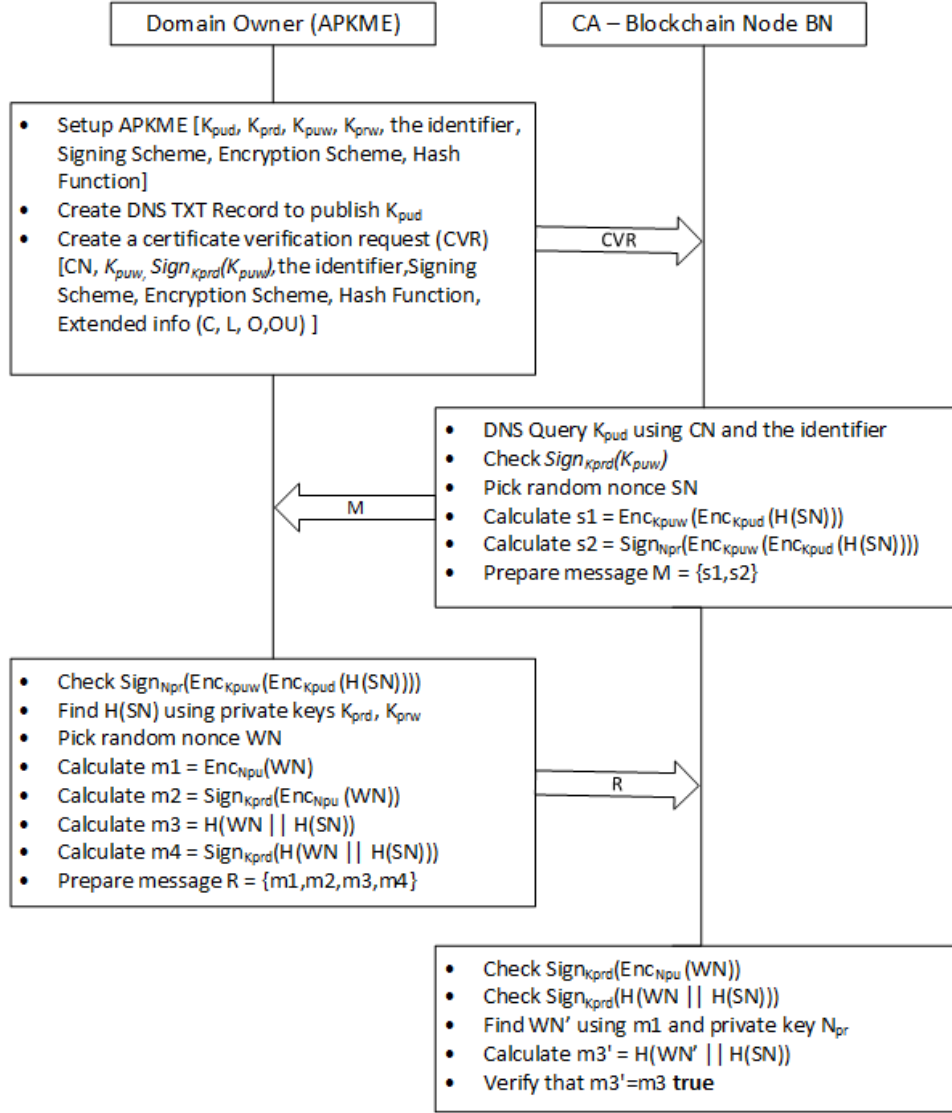 Domain Owner (APKME)
CA – Blockchain Node BN
• Setup APKME [Kpud, Kprd, Kpuw, Kprw, the identifier,
Signing Scheme, Encryption Scheme, Hash
Function]
• Create DNS TXT Record to publish Kpud
• Create a certificate verification request (CVR)
[CN, Kpuw, SignKprd(Kpuw),the identifier,Signing
Scheme, Encryption Scheme, Hash Function,
Extended info (C, L, O,OU) ]
CVR
• DNS Query Kpud using CN and the identifier
• Check SignKprd(Kpuw)
• Pick random nonce SN
• Calculate s1 = EncKpuw(EncKpud(H(SN)))
• Calculate s2 = SignNpr(EncKpuw(EncKpud(H(SN))))
• Prepare message M = {s1,s2}
M
• Check SignNpr(EncKpuw(EncKpud(H(SN))))
• Find H(SN) using private keys Kprd, Kprw
• Pick random nonce WN
• Calculate m1 = EncNpu(WN)
• Calculate m2 = SignKprd(EncNpu(WN))
• Calculate m3 = H(WN || H(SN))
• Calculate m4 = SignKprd(H(WN || H(SN)))
• Prepare message R = {m1,m2,m3,m4}
R
• Check SignKprd(EncNpu(WN))
• Check SignKprd(H(WN || H(SN)))
• Find WN’ using m1 and private key Npr
• Calculate m3' = H(WN’ || H(SN))
• Verify that m3'=m3 true